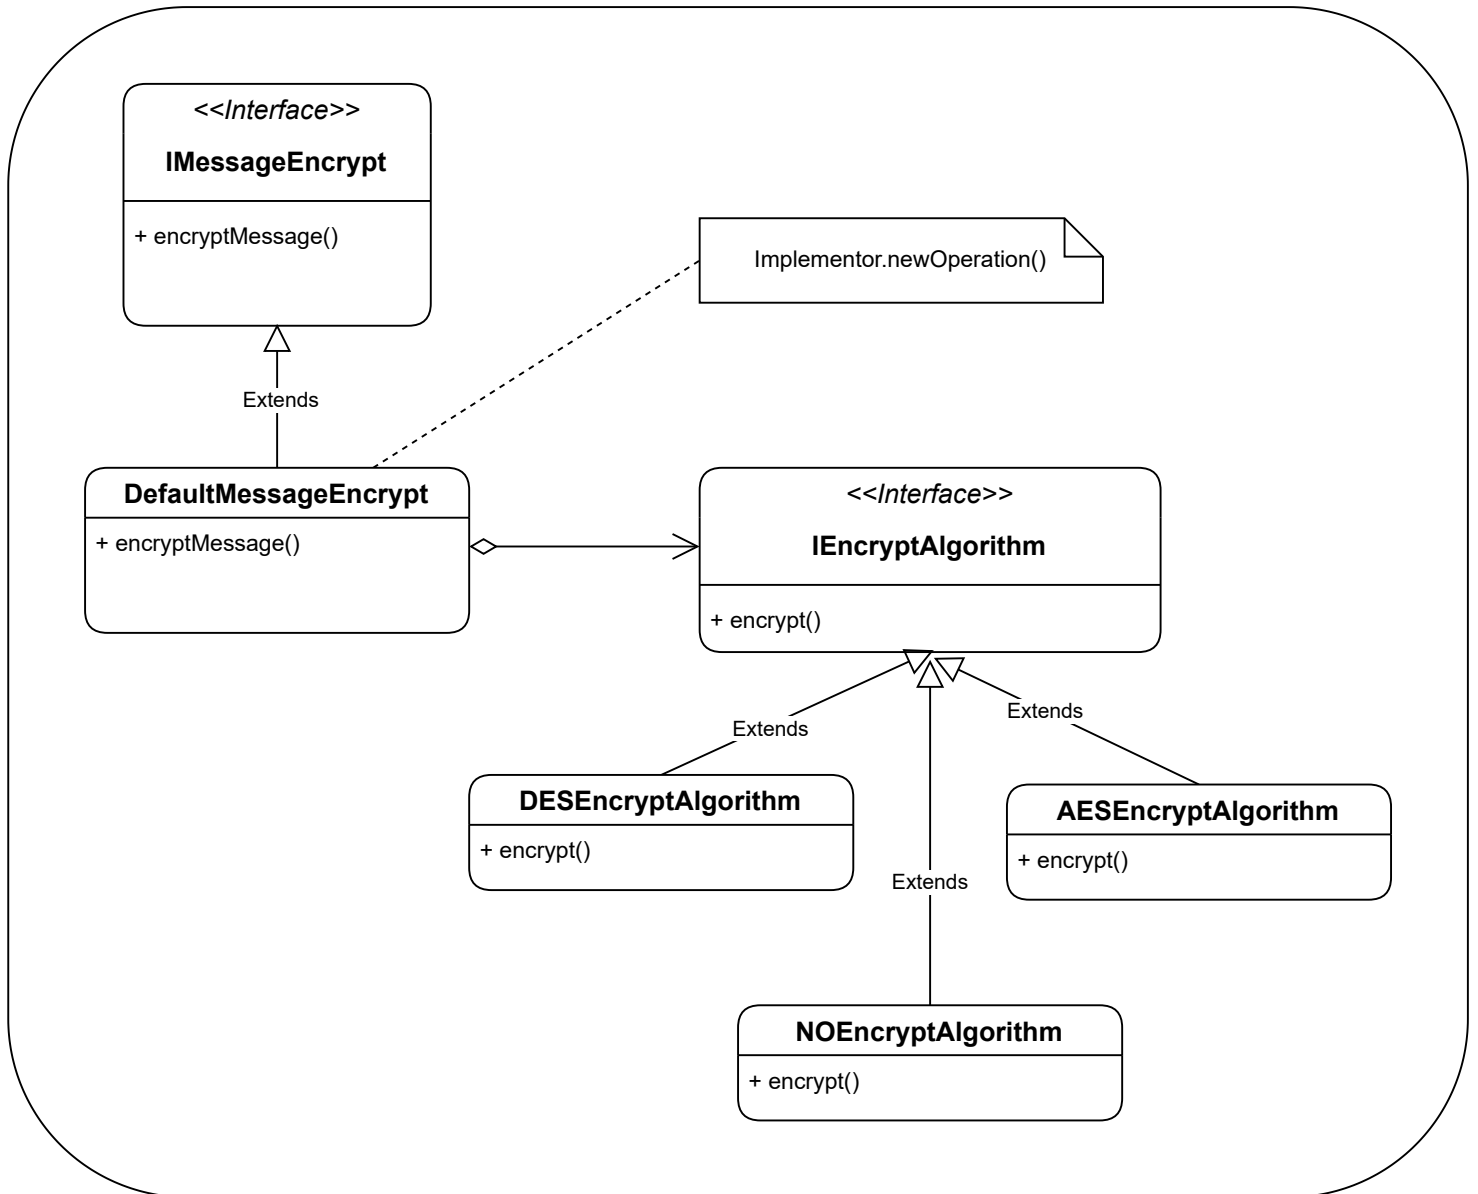 <<Interface>>
IMessageEncrypt
+ encryptMessage()
Implementor.newOperation()
Extends
DefaultMessageEncrypt
+ encryptMessage()
<<Interface>>
IEncryptAlgorithm
+ encrypt()
Extends
Extends
DESEncryptAlgorithm
+ encrypt()
AESEncryptAlgorithm
+ encrypt()
Extends
NOEncryptAlgorithm
+ encrypt()